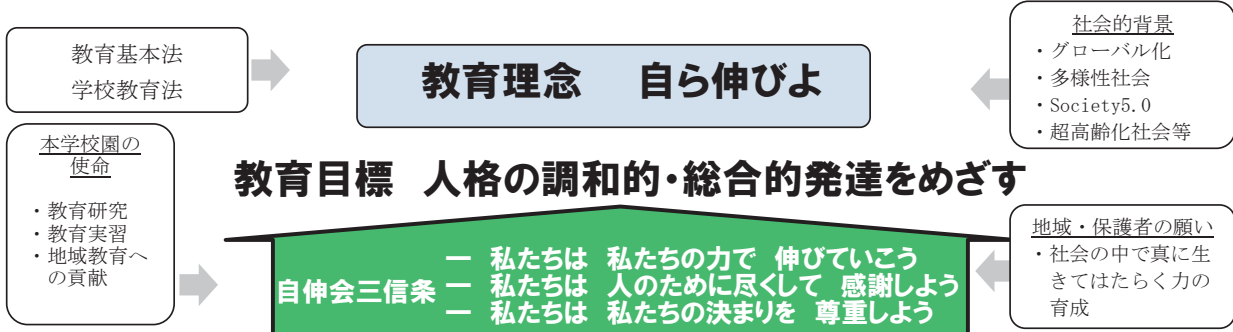 教育基本法
学校教育法
教育理念　自ら伸びよ
社会的背景
・グローバル化
・多様性社会
・Society5.0
・超高齢化社会等
本学校園の
使命
・教育研究
・教育実習
・地域教育へ
の貢献
教育目標　人格の調和的・総合的発達をめざす
自伸会三信条
一　私たちは　私たちの力で　伸びていこう
一　私たちは　人のために尽くして　感謝しよう
一　私たちは　私たちの決まりを　尊重しよう
地域・保護者の願い
・社会の中で真に生
きてはたらく力の
育成